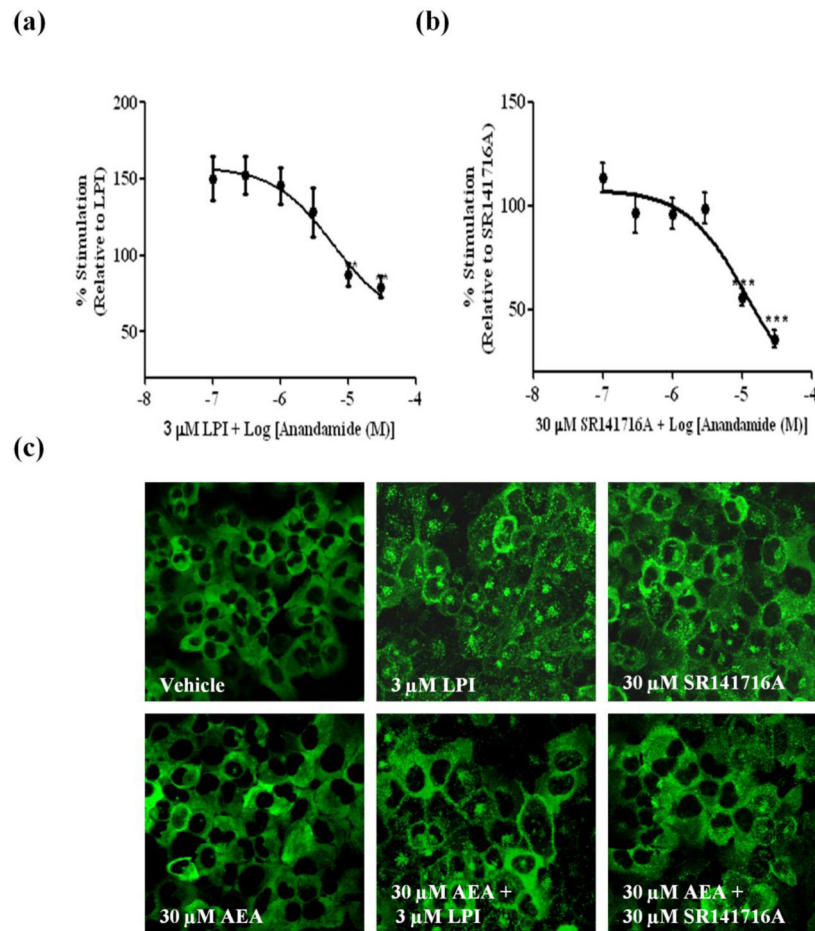 (a)
% Stimulation
(Relative to LPI)
200
150
100
50
**
**
-8
-7
-6
-5
-4
3 µM LPI + Log [Anandamide (M)]
(b)
% Stimulation
(Relative to SR141716A)
150
100
50
***
***
-8
-7
-6
-5
-4
30 µM SR141716A + Log [Anandamide (M)]
(c)
Vehicle
3 µM LPI
30 µM SR141716A
30 µM AEA
30 µM AEA +
3 µM LPI
30 µM AEA +
30 µM SR141716A